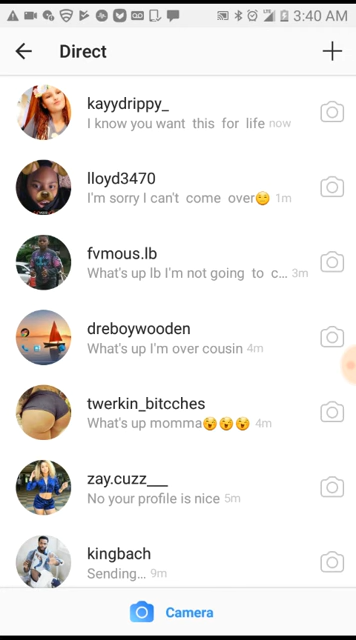 3:40 AM
Direct
kayydrippy_
I know you want this for life now
lloyd3470
I'm sorry I can't come over😏 1m
fvmous.lb
What's up lb I'm not going to c... 3m
dreboywooden
What's up I'm over cousin 4m
twerkin_bitcches
What's up momma😲😲😲 4m
zay.cuzz___
No your profile is nice 5m
kingbach
Sending... 9m
Camera